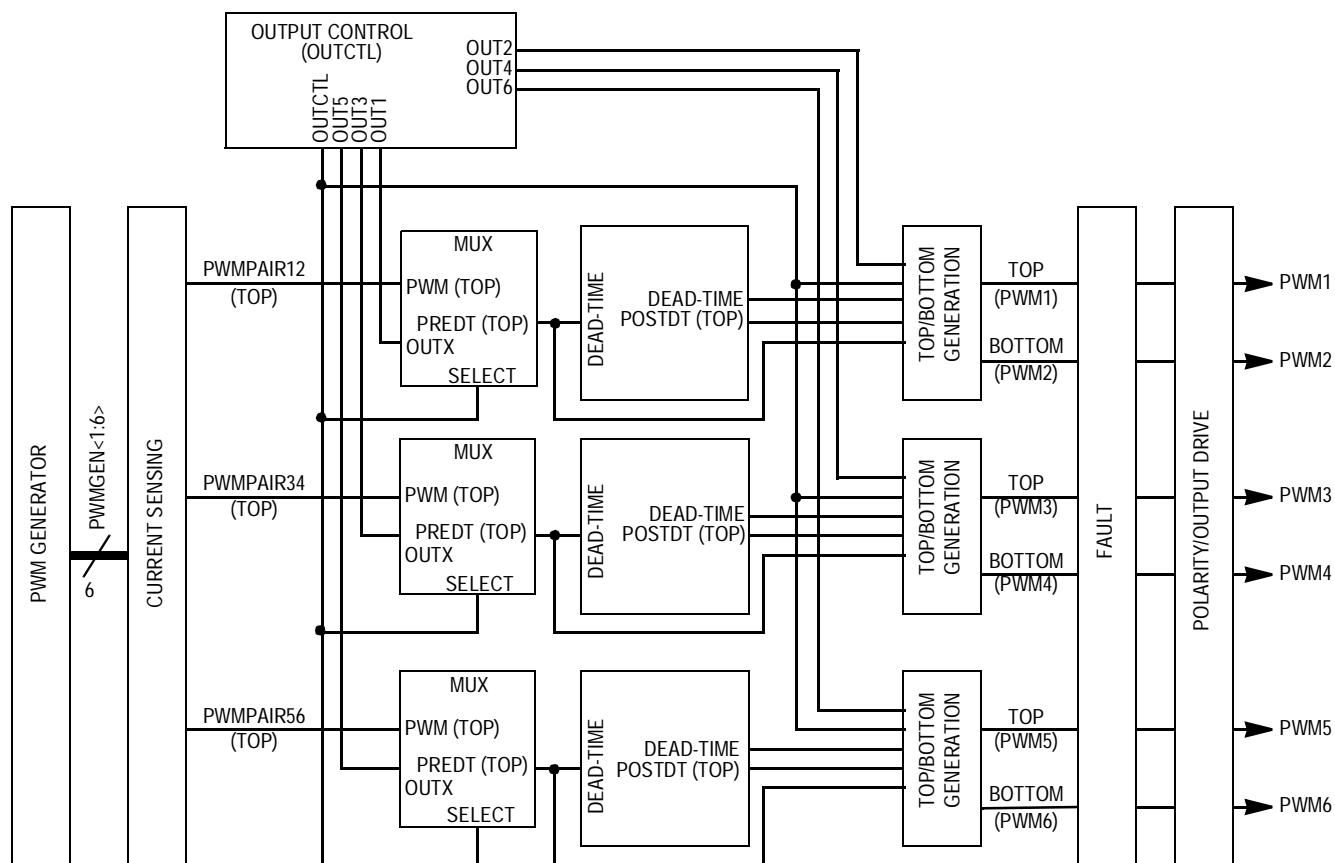 OUTPUT CONTROL
(OUTCTL)
OUT2
OUT4
OUT6
OUTCTL
OUT5
OUT3
OUT1
PWM GENERATOR
PWMGEN<1:6>
6
CURRENT SENSING
PWMPAIR12
(TOP)
MUX
PWM (TOP)
PREDT (TOP)
OUTX
SELECT
DEAD-TIME
DEAD-TIME
POSTDT (TOP)
TOP/BOTTOM
GENERATION
TOP
(PWM1)
BOTTOM
(PWM2)
PWMPAIR34
(TOP)
MUX
PWM (TOP)
PREDT (TOP)
OUTX
SELECT
DEAD-TIME
DEAD-TIME
POSTDT (TOP)
TOP/BOTTOM
GENERATION
TOP
(PWM3)
BOTTOM
(PWM4)
PWMPAIR56
(TOP)
MUX
PWM (TOP)
PREDT (TOP)
OUTX
SELECT
DEAD-TIME
DEAD-TIME
POSTDT (TOP)
TOP/BOTTOM
GENERATION
TOP
(PWM5)
BOTTOM
(PWM6)
FAULT
POLARITY/OUTPUT DRIVE
PWM1
PWM2
PWM3
PWM4
PWM5
PWM6